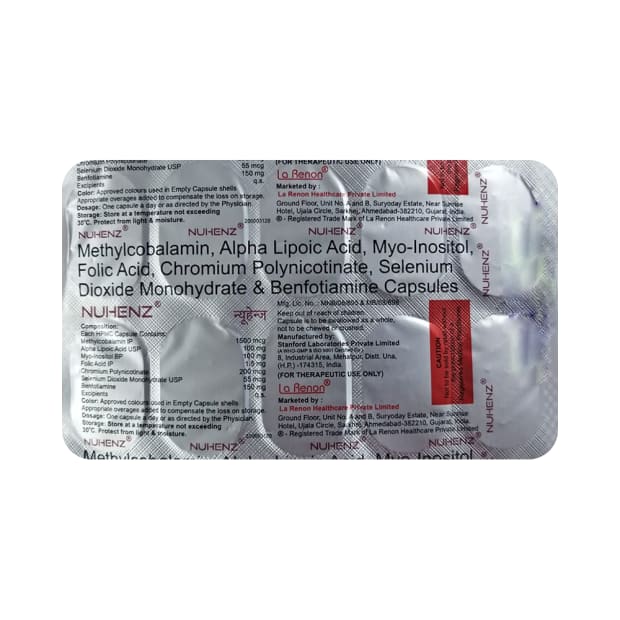 Chromium Polynicotinate
Selenium Dioxide Monohydrate USP 55 mcg
Benfotiamine 150 mg
Excipients q.s.
Color: Approved colours used in Empty Capsule shells
Appropriate overages added to compensate the loss on storage.
Dosage: One capsule a day or as directed by the Physician
Storage: Store at a temperature not exceeding
30°C. Protect from light & moisture.
(FOR THERAPEUTIC USE ONLY)
La Renon®
Marketed by :
La Renon Healthcare Private Limited
Ground Floor, Unit No. A and B, Suryoday Estate, Near Sunrise
Hotel, Ujala Circle, Sarkhej, Ahmedabad-382210, Gujarat, India.
® - Registered Trade Mark of La Renon Healthcare Private Limited
NUHENZ® NUHENZ® NUHENZ® NUHENZ®
Methylcobalamin, Alpha Lipoic Acid, Myo-Inositol,
Folic Acid, Chromium Polynicotinate, Selenium
Dioxide Monohydrate & Benfotiamine Capsules
NUHENZ® न्यूहेन्ज़
Composition:
Each HPMC Capsule Contains:
Methylcobalamin IP 1500 mcg
Alpha Lipoic Acid USP 100 mg
Myo-Inositol BP 100 mg
Folic Acid IP 1.5 mg
Chromium Polynicotinate 200 mcg
Selenium Dioxide Monohydrate USP 55 mcg
Benfotiamine 150 mg
Excipients q.s.
Color: Approved colours used in Empty Capsule shells
Appropriate overages added to compensate the loss on storage.
Dosage: One capsule a day or as directed by the Physician
Storage: Store at a temperature not exceeding
30°C. Protect from light & moisture.
Mfg. Lic. No.:
Keep out of reach of children.
Capsule is to be swallowed as a whole,
not to be chewed or crushed.
Manufactured by:
Stanford Laboratories Private Limited
8, Industrial Area, Mehatpur, Distt. Una,
(H.P.) -174315, India.
(FOR THERAPEUTIC USE ONLY)
La Renon®
Marketed by :
La Renon Healthcare Private Limited
Ground Floor, Unit No. A and B, Suryoday Estate, Near Sunrise
Hotel, Ujala Circle, Sarkhej, Ahmedabad-382210, Gujarat, India.
® - Registered Trade Mark of La Renon Healthcare Private Limited
CAUTION
NUHENZ®
NUHENZ®
NUHENZ®
NUHENZ® NUHENZ® NUHENZ® NUHENZ®